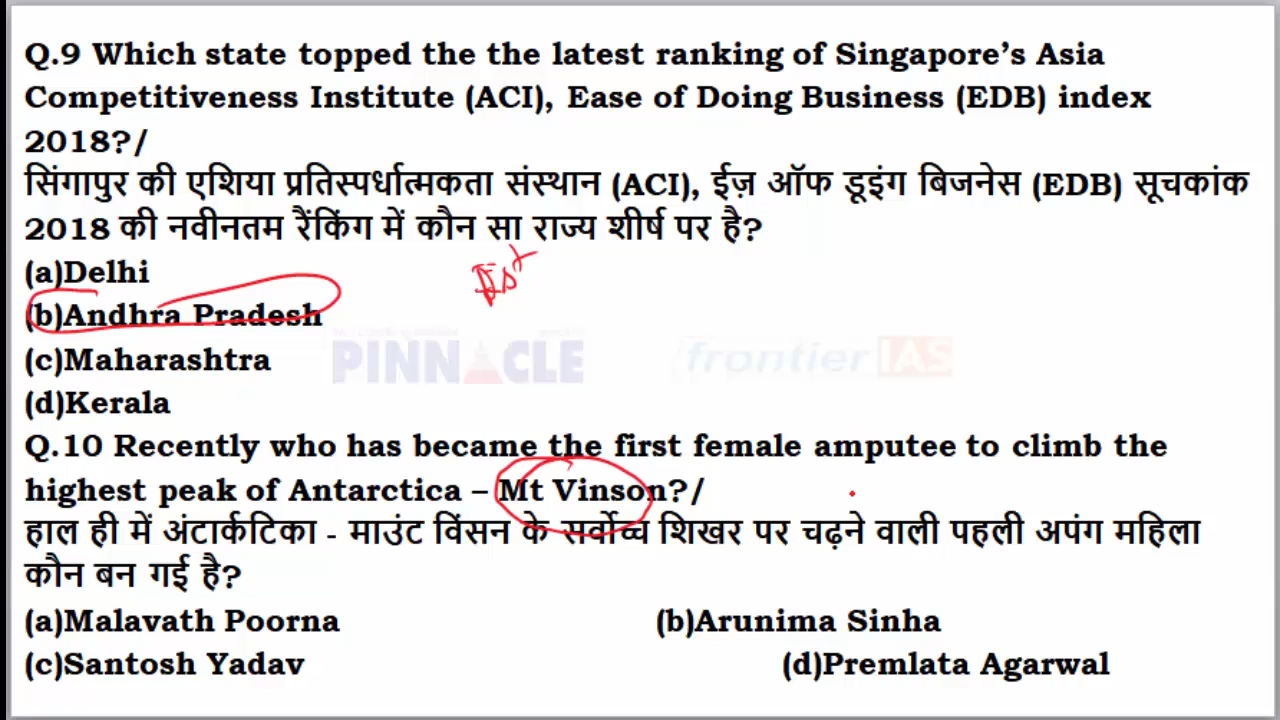 Q.9 Which state topped the the latest ranking of Singapore's Asia
Competitiveness Institute (ACI), Ease of Doing Business (EDB) index
2018?/
सिंगापुर की एशिया प्रतिस्पर्धात्मकता संस्थान (ACI), ईज़ ऑफ डूइंग बिजनेस (EDB) सूचकांक
2018 की नवीनतम रैंकिंग में कौन सा राज्य शीर्ष पर है?
(a)Delhi
(b)Andhra Pradesh
(c)Maharashtra
PINNACLE frontier IAS
(d)Kerala
Q.10 Recently who has became the first female amputee to climb the
highest peak of Antarctica – Mt Vinson?/
हाल ही में अंटार्कटिका - माउंट विंसन के सर्वोच्च शिखर पर चढ़ने वाली पहली अपंग महिला
कौन बन गई है?
(a)Malavath Poorna (b)Arunima Sinha
(c)Santosh Yadav (d)Premlata Agarwal